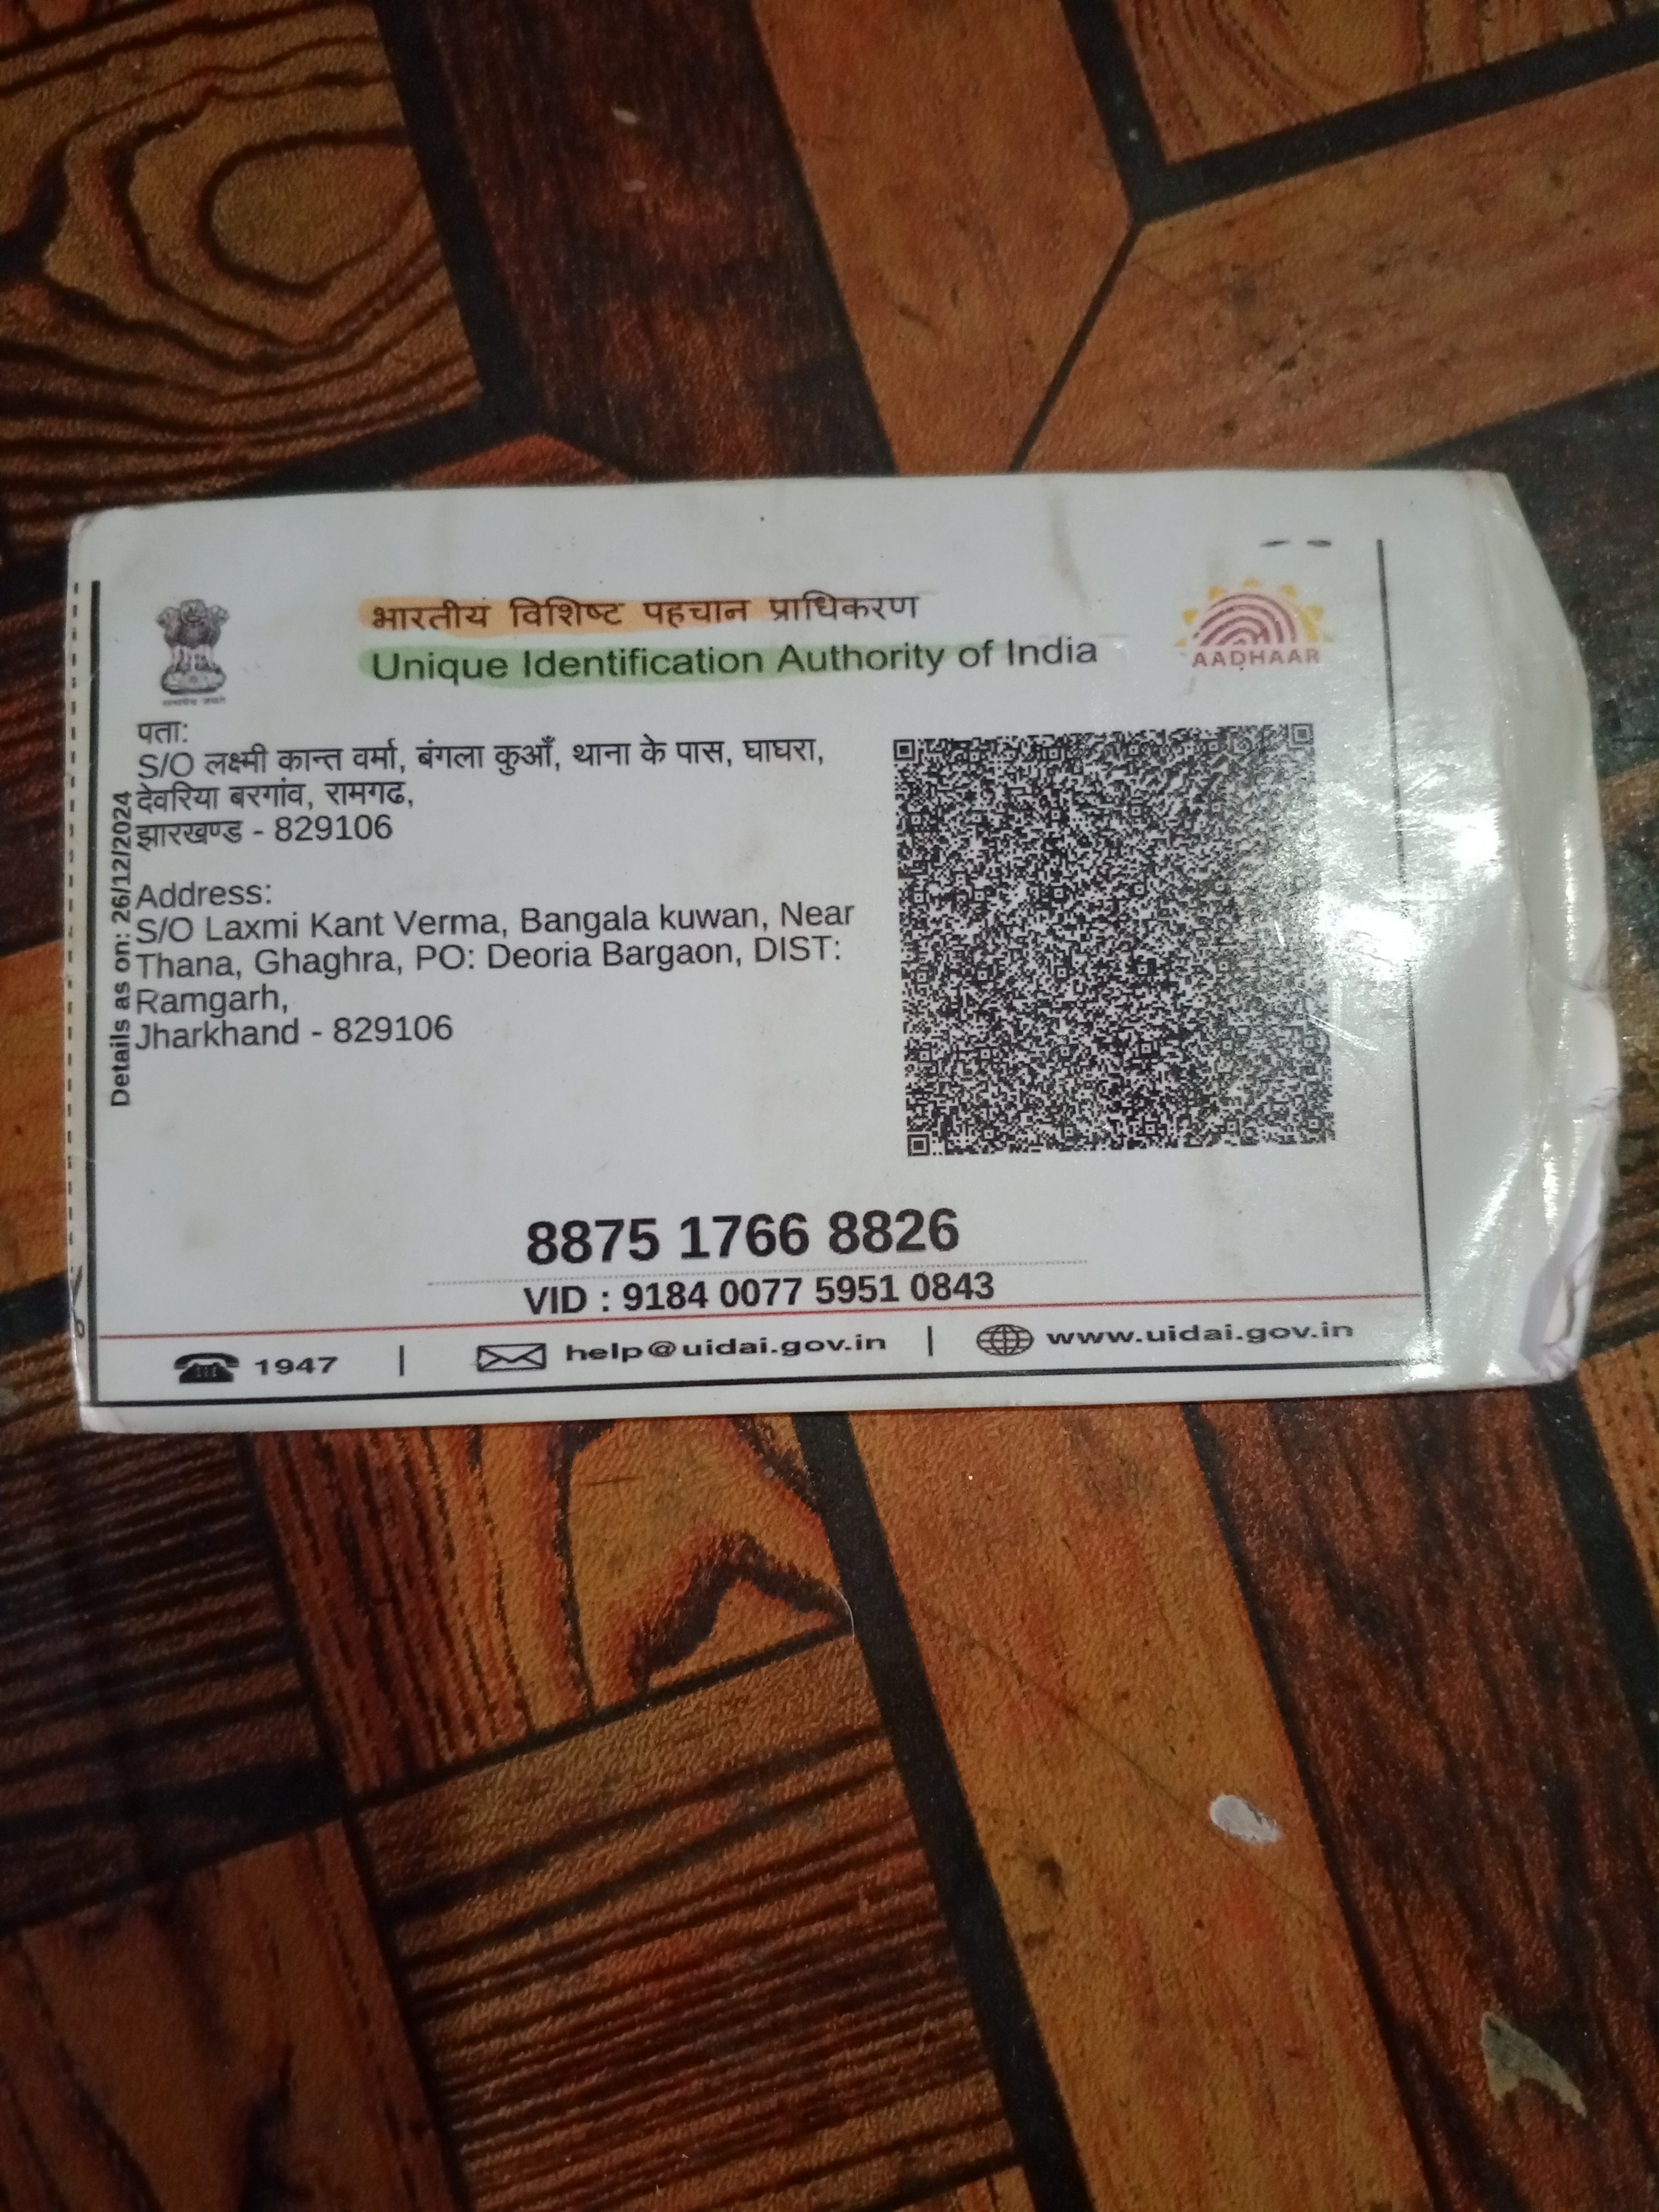 भारतीय विशिष्ट पहचान प्राधिकरण
Unique Identification Authority of India
AADHAAR
पता:
S/O लक्ष्मी कान्त वर्मा, बंगला कुआँ, थाना के पास, घाघरा,
देवरिया बरगांव, रामगढ,
झारखण्ड - 829106
Address:
S/O Laxmi Kant Verma, Bangala kuwan, Near
Thana, Ghaghra, PO: Deoria Bargaon, DIST:
Ramgarh,
Jharkhand - 829106
Details as on: 26/12/2024
8875 1766 8826
VID : 9184 0077 5951 0843
1947 | help@uidai.gov.in | www.uidai.gov.in